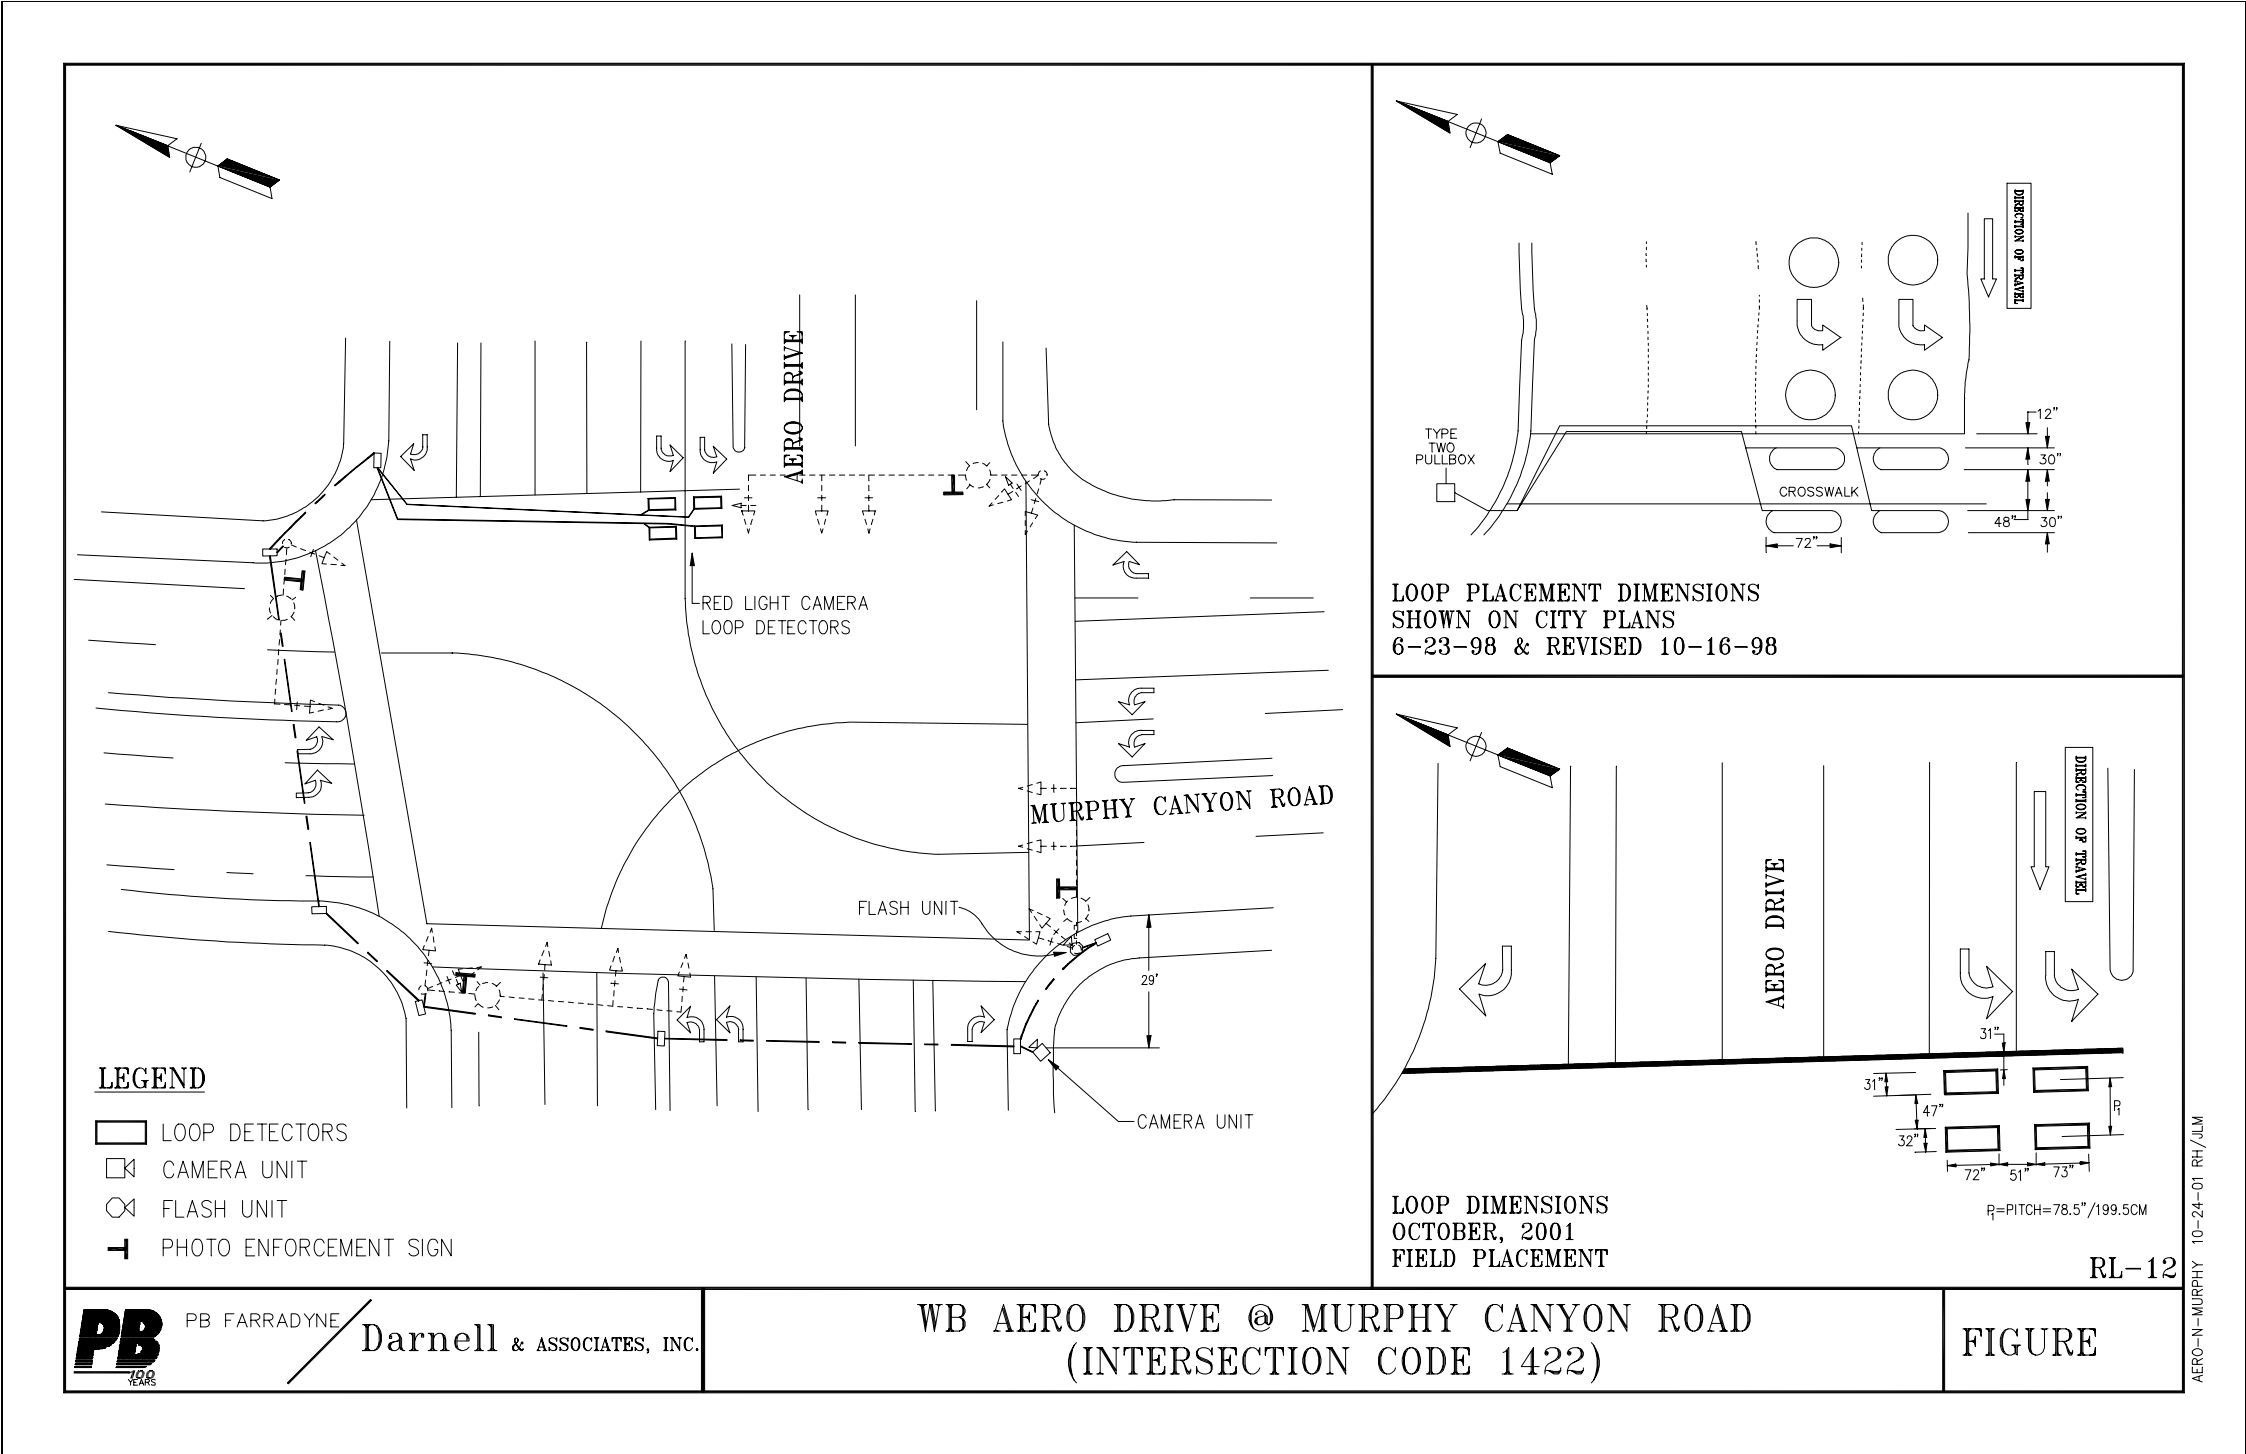 AERO DRIVE
RED LIGHT CAMERA
LOOP DETECTORS
MURPHY CANYON ROAD
FLASH UNIT
29'
CAMERA UNIT
LEGEND
LOOP DETECTORS
CAMERA UNIT
FLASH UNIT
PHOTO ENFORCEMENT SIGN
DIRECTION OF TRAVEL
TYPE
TWO
PULLBOX
CROSSWALK
12"
30"
48"
30"
72"
LOOP PLACEMENT DIMENSIONS
SHOWN ON CITY PLANS
6-23-98 & REVISED 10-16-98
DIRECTION OF TRAVEL
AERO DRIVE
31"
31"
47"
32"
P1
72"
51"
73"
P1=PITCH=78.5"/199.5CM
LOOP DIMENSIONS
OCTOBER, 2001
FIELD PLACEMENT
RL-12
PB
100
YEARS
PB FARRADYNE
Darnell & ASSOCIATES, INC.
WB AERO DRIVE @ MURPHY CANYON ROAD
(INTERSECTION CODE 1422)
FIGURE
AERO-N-MURPHY 10-24-01 RH/JLM